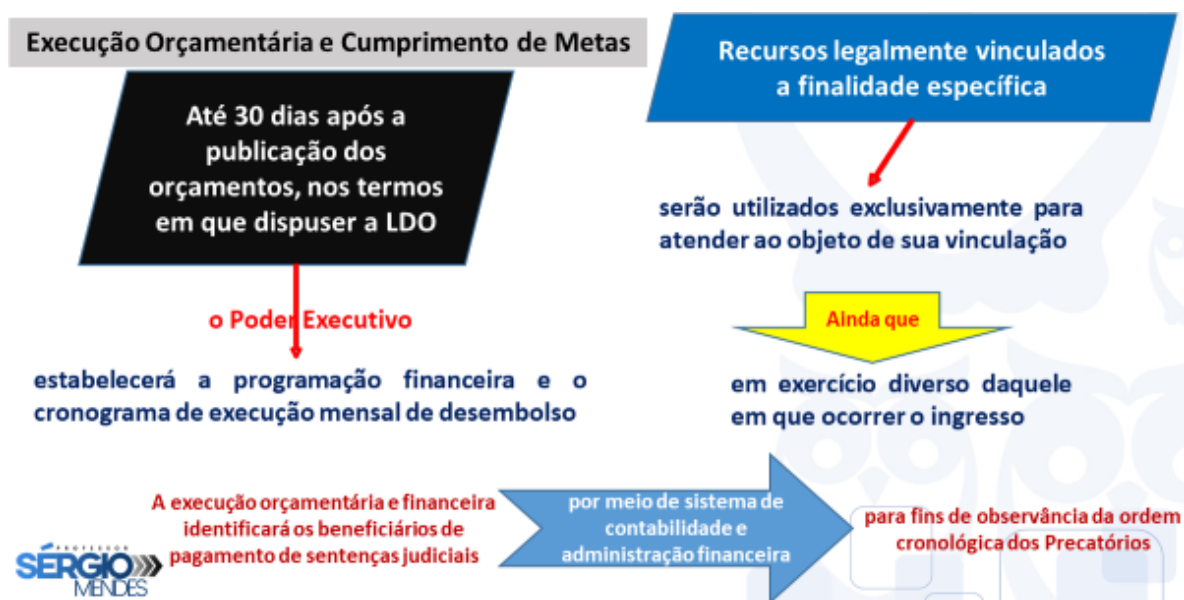 Execução Orçamentária e Cumprimento de Metas
Até 30 dias após a
publicação dos
orçamentos, nos termos
em que dispuser a LDO
o Poder Executivo
estabelecerá a programação financeira e o
cronograma de execução mensal de desembolso
Recursos legalmente vinculados
a finalidade específica
serão utilizados exclusivamente para
atender ao objeto de sua vinculação
Ainda que
em exercício diverso daquele
em que ocorrer o ingresso
A execução orçamentária e financeira
identificará os beneficiários de
pagamento de sentenças judiciais
por meio de sistema de
contabilidade e
administração financeira
para fins de observância da ordem
cronológica dos Precatórios
PROFESSOR
SÉRGIO
MENDES